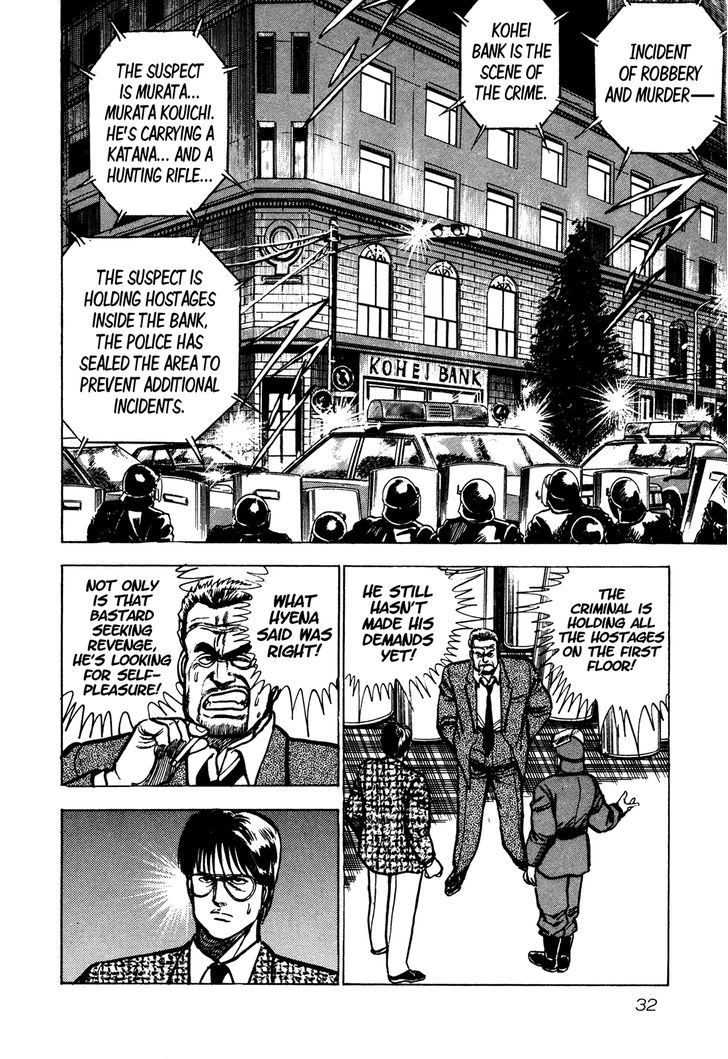 INCIDENT
OF ROBBERY
AND MURDER—
KOHEI
BANK IS THE
SCENE OF
THE CRIME.
THE SUSPECT
IS MURATA...
MURATA KOUICHI.
HE'S CARRYING A
KATANA... AND A
HUNTING RIFLE...
THE SUSPECT IS
HOLDING HOSTAGES
INSIDE THE BANK,
THE POLICE HAS
SEALED THE AREA TO
PREVENT ADDITIONAL
INCIDENTS.
KOHEI BANK
THE
CRIMINAL IS
HOLDING ALL
THE HOSTAGES
ON THE FIRST
FLOOR!
HE STILL
HASN'T
MADE HIS
DEMANDS
YET!
WHAT
HYENA
SAID WAS
RIGHT!
NOT ONLY
IS THAT
BASTARD
SEEKING
REVENGE,
HE'S LOOKING
FOR SELF-
PLEASURE!
32